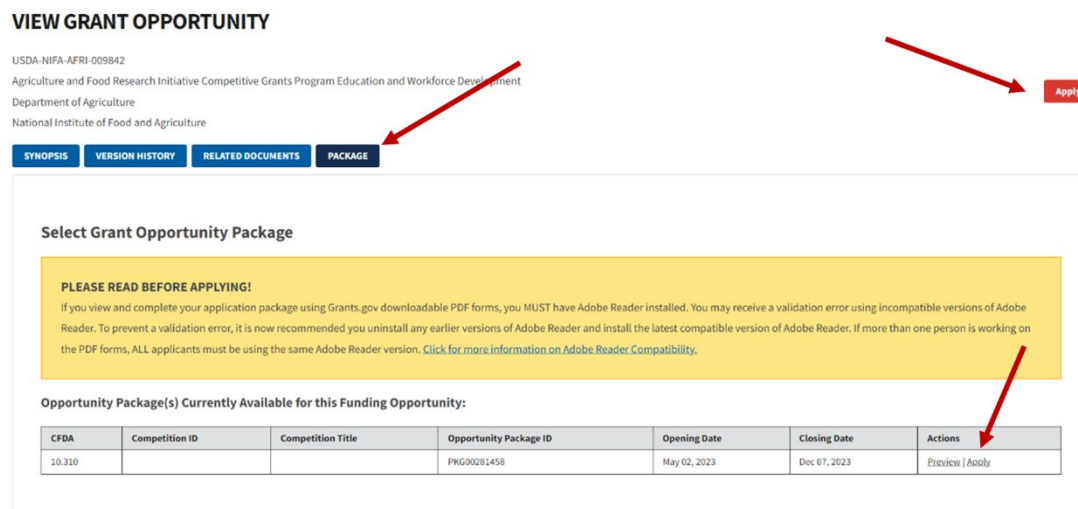 VIEW GRANT OPPORTUNITY
USDA-NIFA-AFRI-009842
Agriculture and Food Research Initiative Competitive Grants Program Education and Workforce Development
Department of Agriculture
National Institute of Food and Agriculture
Apply
SYNOPSIS VERSION HISTORY RELATED DOCUMENTS PACKAGE
Select Grant Opportunity Package
PLEASE READ BEFORE APPLYING!
If you view and complete your application package using Grants.gov downloadable PDF forms, you MUST have Adobe Reader installed. You may receive a validation error using incompatible versions of Adobe
Reader. To prevent a validation error, it is now recommended you uninstall any earlier versions of Adobe Reader and install the latest compatible version of Adobe Reader. If more than one person is working on
the PDF forms, ALL applicants must be using the same Adobe Reader version. Click for more information on Adobe Reader Compatibility.
Opportunity Package(s) Currently Available for this Funding Opportunity:
CFDA Competition ID Competition Title Opportunity Package ID Opening Date Closing Date Actions
10.310 PKG00281458 May 02, 2023 Dec 07, 2023 Preview | Apply